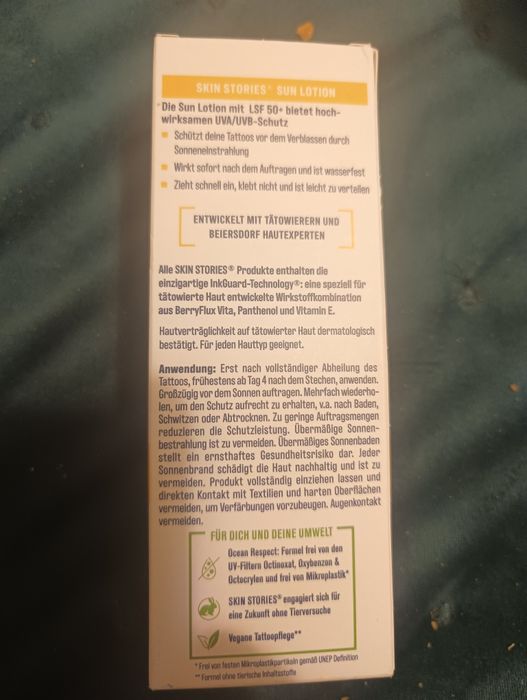 SKIN STORIES® SUN LOTION
Die Sun Lotion mit LSF 50+ bietet hoch-
wirksamen UVA/UVB-Schutz
Schützt deine Tattoos vor dem Verblassen durch
Sonneneinstrahlung
Wirkt sofort nach dem Auftragen und ist wasserfest
Zieht schnell ein, klebt nicht und ist leicht zu verteilen
ENTWICKELT MIT TÄTOWIERERN UND
BEIERSDORF HAUTEXPERTEN
Alle SKIN STORIES® Produkte enthalten die
einzigartige InkGuard-Technology®: eine speziell für
tätowierte Haut entwickelte Wirkstoffkombination
aus BerryFlux Vita, Panthenol und Vitamin E.
Hautverträglichkeit auf tätowierter Haut dermatologisch
bestätigt. Für jeden Hauttyp geeignet.
Anwendung: Erst nach vollständiger Abheilung des
Tattoos, frühestens ab Tag 4 nach dem Stechen, anwenden.
Großzügig vor dem Sonnen auftragen. Mehrfach wiederho-
len, um den Schutz aufrecht zu erhalten, v.a. nach Baden,
Schwitzen oder Abtrocknen. Zu geringe Auftragsmengen
reduzieren die Schutzleistung. Übermäßige Sonnen-
bestrahlung ist zu vermeiden. Übermäßiges Sonnenbaden
stellt ein ernsthaftes Gesundheitsrisiko dar. Jeder
Sonnenbrand schädigt die Haut nachhaltig und ist zu
vermeiden. Produkt vollständig einziehen lassen und
direkten Kontakt mit Textilien und harten Oberflächen
vermeiden, um Verfärbungen vorzubeugen. Augenkontakt
vermeiden.
FÜR DICH UND DEINE UMWELT
Ocean Respect: Formel frei von den
UV-Filtern Octinoxat, Oxybenzon &
Octocrylen und frei von Mikroplastik*
SKIN STORIES® engagiert sich für
eine Zukunft ohne Tierversuche
Vegane Tattoopflege**
* Frei von festen Mikroplastikpartikeln gemäß UNEP Definition
** Formel ohne tierische Inhaltsstoffe